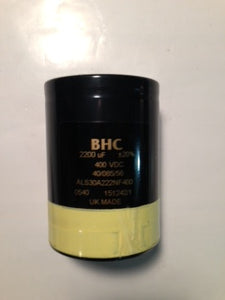 BHC
2200 uF ±20%
400 VDC
40/085/56
ALS30A222NF400
0540 1512421
UK MADE